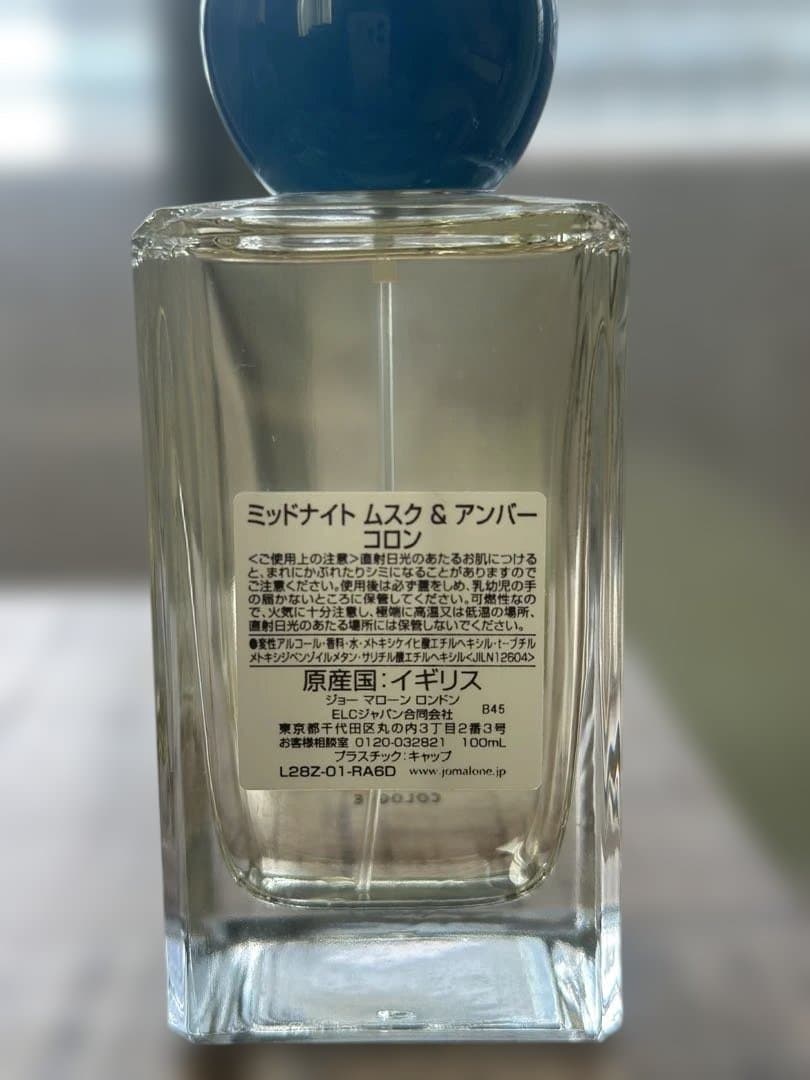 ミッドナイト ムスク & アンバー
コロン
<ご使用上の注意>直射日光のあたるお肌につける
と、まれにかぶれたりシミになることがありますので
ご注意ください。使用後は必ず蓋をしめ、乳幼児の手
の届かないところに保管してください。可燃性なの
で、火気に十分注意し、極端に高温又は低温の場所、
直射日光のあたる場所には保管しないでください。
●変性アルコール・香料・水・メトキシケイヒ酸エチルヘキシル・t-ブチル
メトキシジベンゾイルメタン・サリチル酸エチルヘキシル<JILN12604>
原産国:イギリス
ジョー マローン ロンドン
ELCジャパン合同会社 B45
東京都千代田区丸の内3丁目2番3号
お客様相談室 0120-032821 100mL
プラスチック:キャップ
L28Z-01-RA6D www.jomalone.jp
COLOGNE